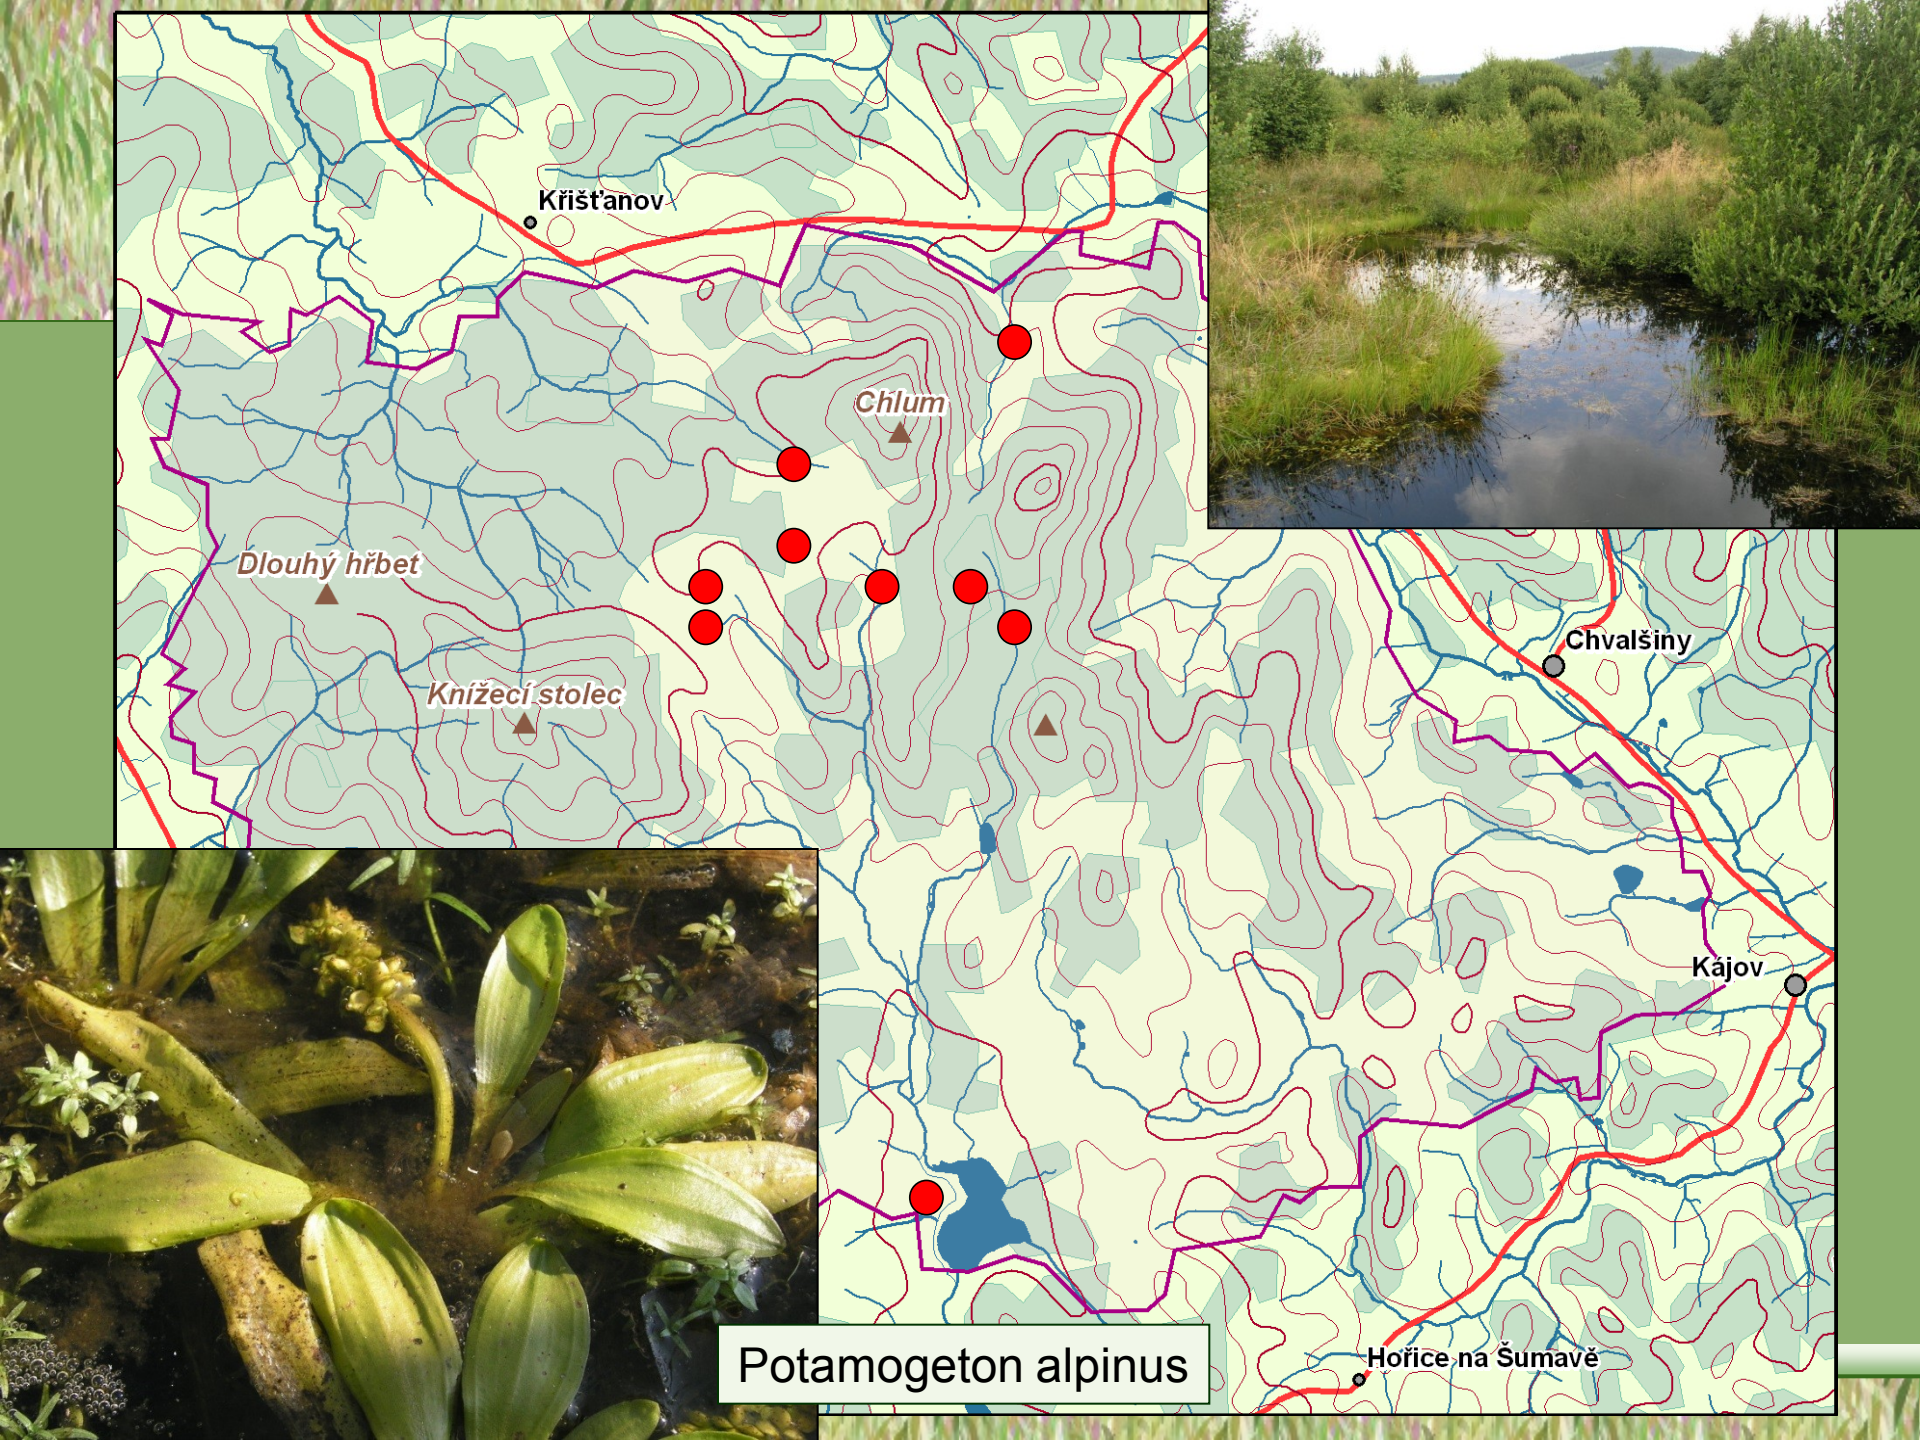 Křišťanov
Chlum
Dlouhý hřbet
Chvalšiny
Knížecí stolec
Kájov
Hořice na Šumavě
Potamogeton alpinus